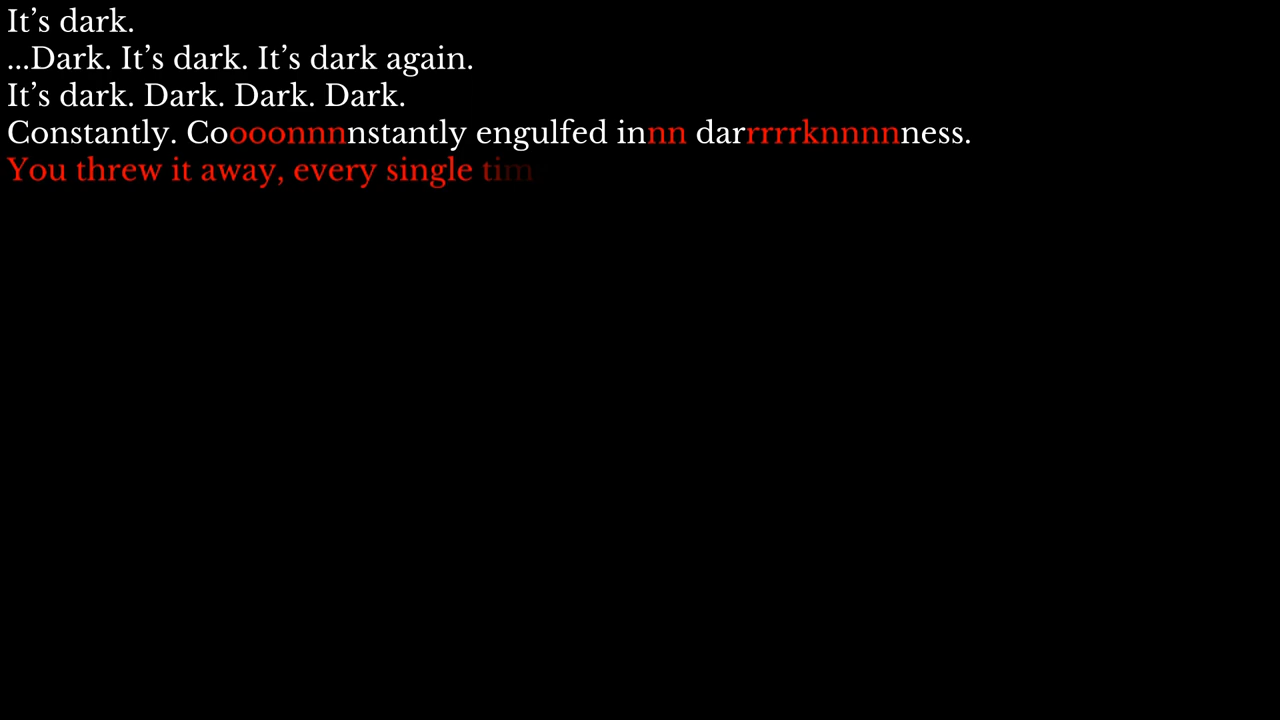 It’s dark.
...Dark. It’s dark. It’s dark again.
It’s dark. Dark. Dark. Dark.
Constantly. Coooonnnnstantly engulfed innn darrrrrknnnnness.
You threw it away, every single tim